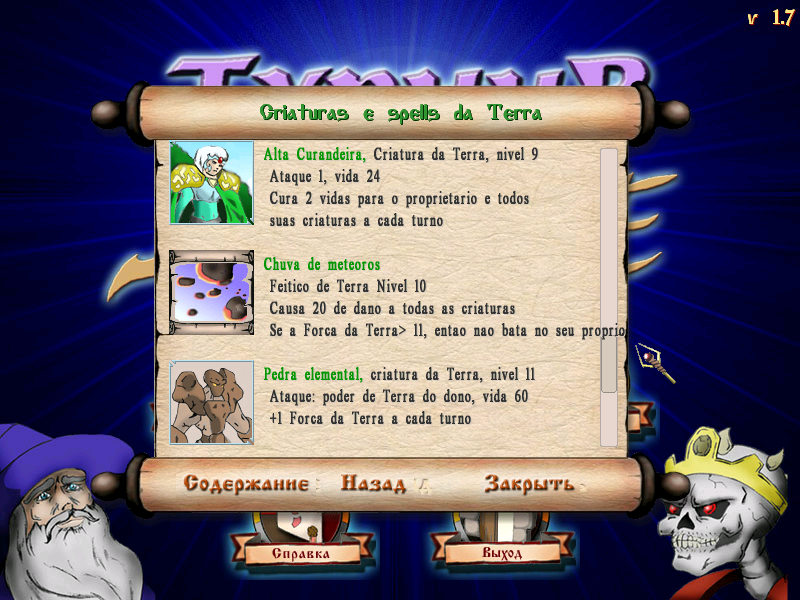 v 1.7
Турнир
Criaturas e spells da Terra
Alta Curandeira, Criatura da Terra, nivel 9
Ataque 1, vida 24
Cura 2 vidas para o proprietario e todos
suas criaturas a cada turno
Chuva de meteoros
Feitico de Terra Nivel 10
Causa 20 de dano a todas as criaturas
Se a Forca da Terra> 11, entao nao bata no seu proprio
Pedra elemental, criatura da Terra, nivel 11
Ataque: poder de Terra do dono, vida 60
+1 Forca da Terra a cada turno
Содержание Назад Закрыть
Справка Выход